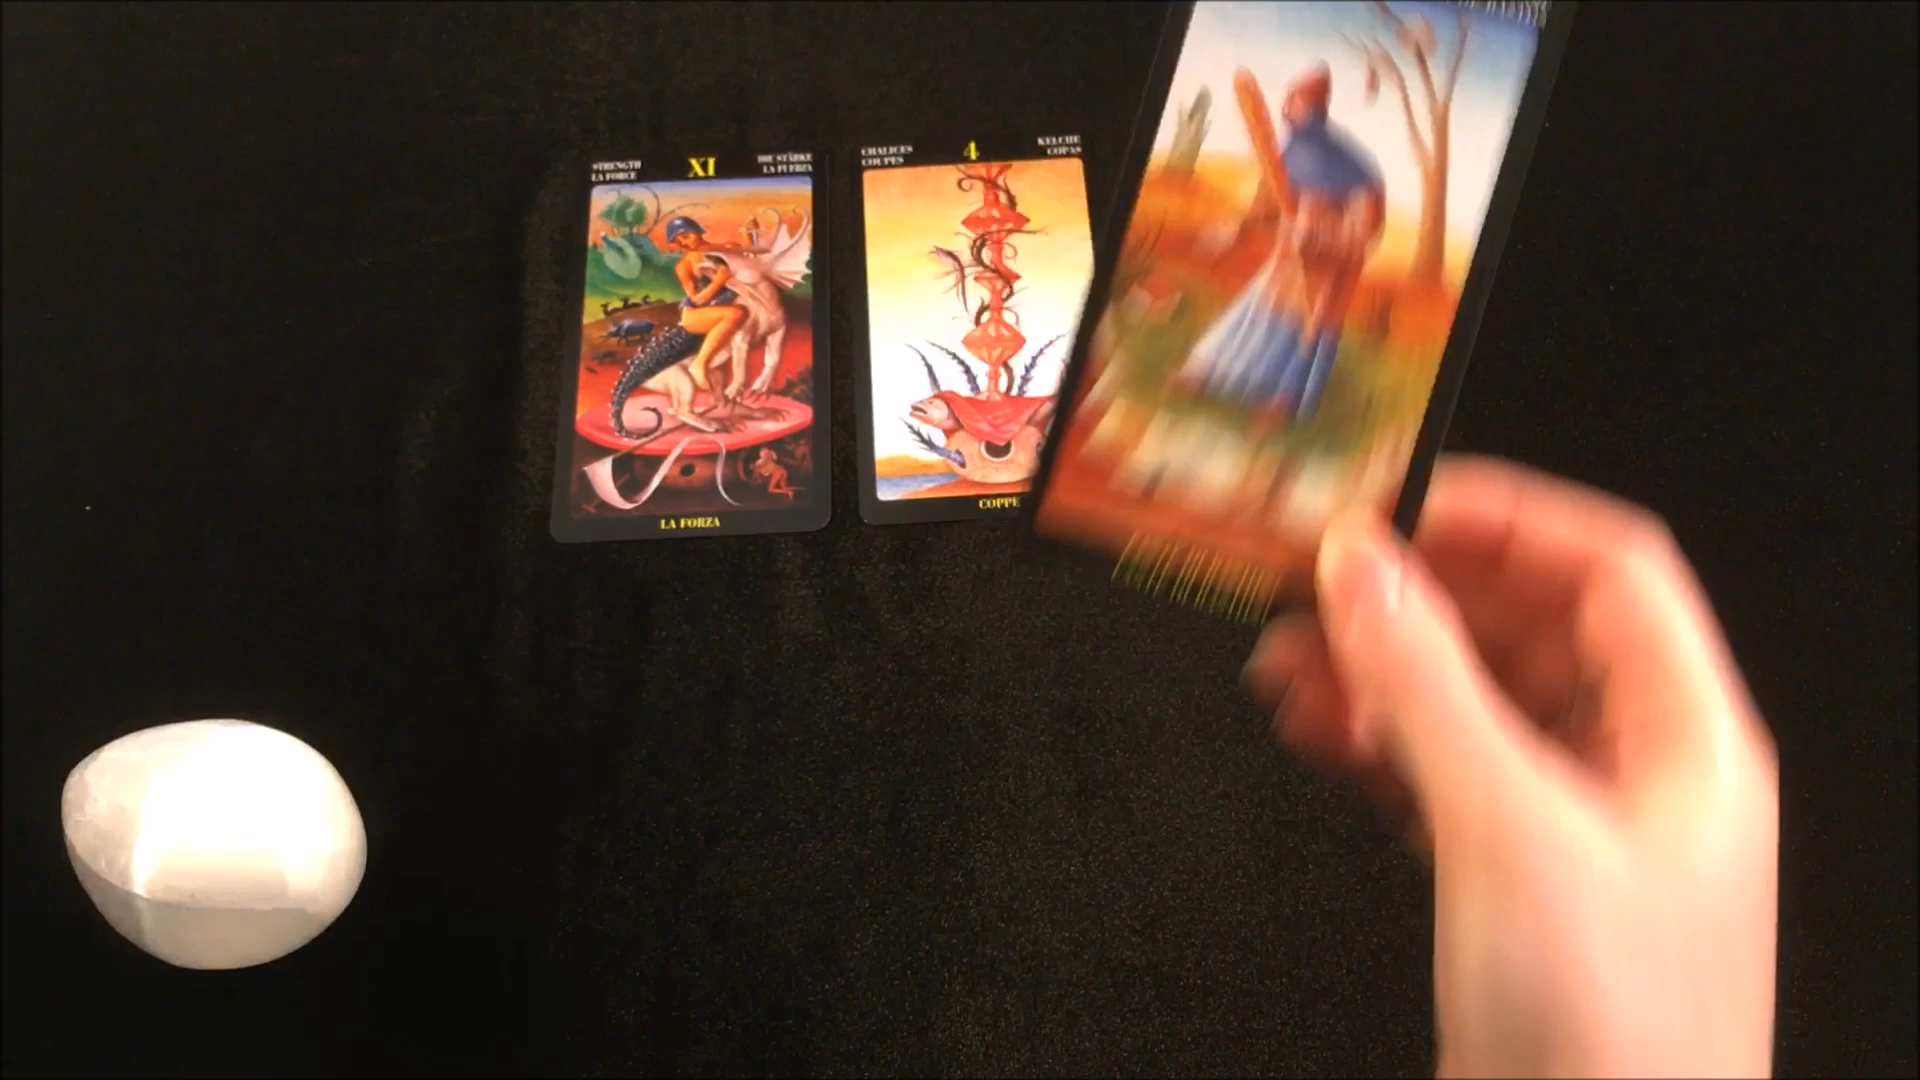 STRENGTH
LA FORCE
XI
DIE STÄRKE
LA FUERZA
LA FORZA
CHALICES
COUPES
4
KELCHE
COPAS
COPPE